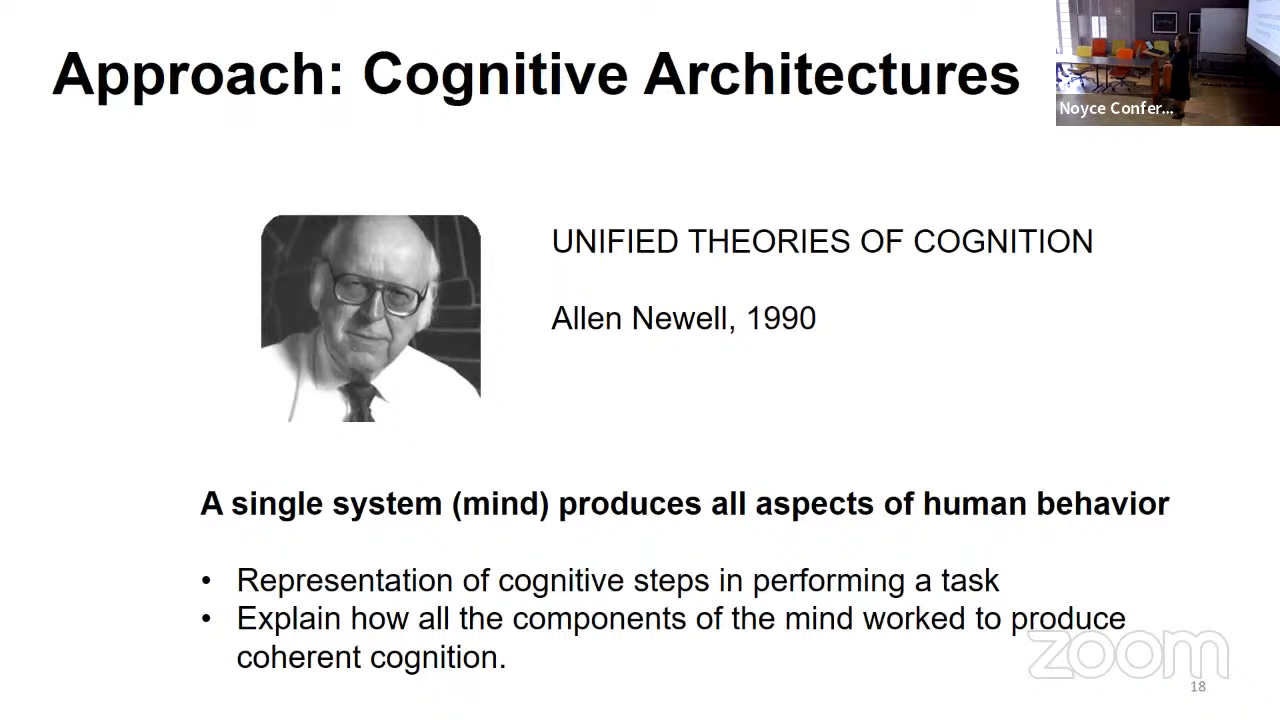 Approach: Cognitive Architectures
Noyce Confer...
UNIFIED THEORIES OF COGNITION
Allen Newell, 1990
A single system (mind) produces all aspects of human behavior
• Representation of cognitive steps in performing a task
• Explain how all the components of the mind worked to produce
coherent cognition.
zoom
18